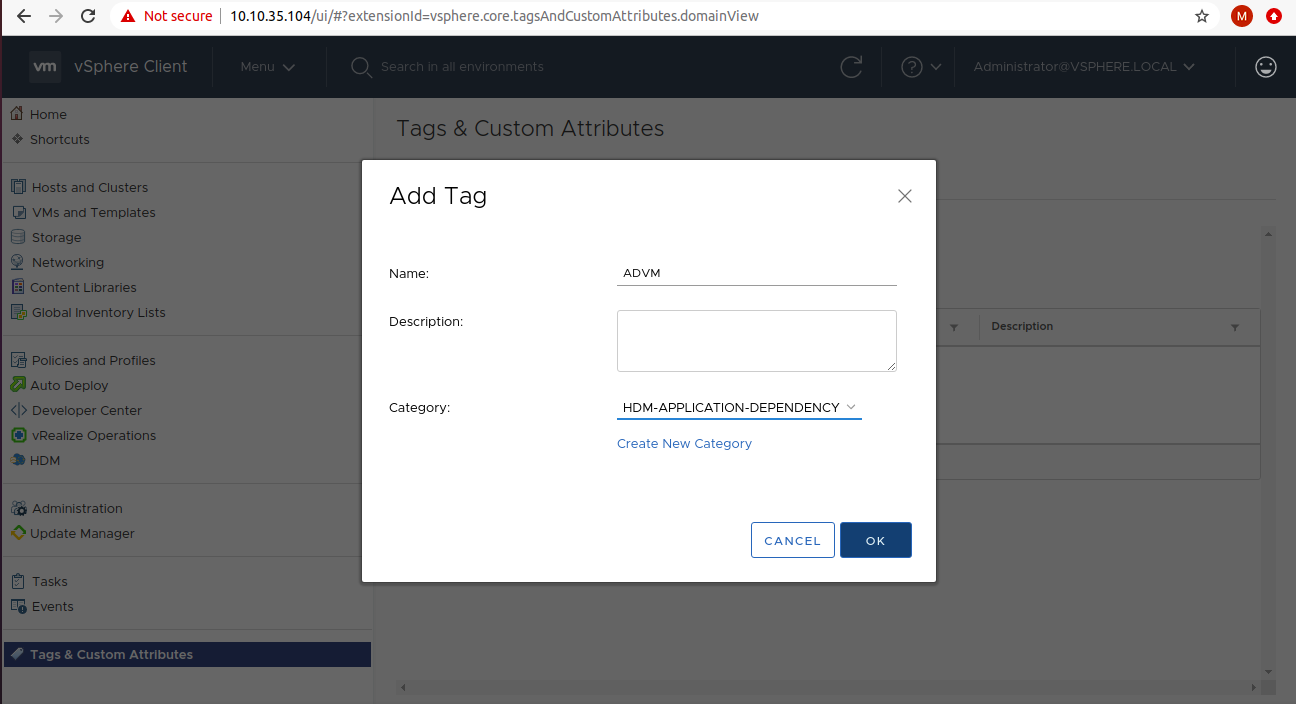 Not secure | 10.10.35.104/ui/#?extensionId=vsphere.core.tagsAndCustomAttributes.domainView
M
vm vSphere Client Menu Search in all environments Administrator@VSPHERE.LOCAL
Home
Shortcuts
Hosts and Clusters
VMs and Templates
Storage
Networking
Content Libraries
Global Inventory Lists
Policies and Profiles
Auto Deploy
Developer Center
vRealize Operations
HDM
Administration
Update Manager
Tasks
Events
Tags & Custom Attributes
Tags & Custom Attributes
Description
Add Tag
Name: ADVM
Description:
Category: HDM-APPLICATION-DEPENDENCY
Create New Category
CANCEL OK